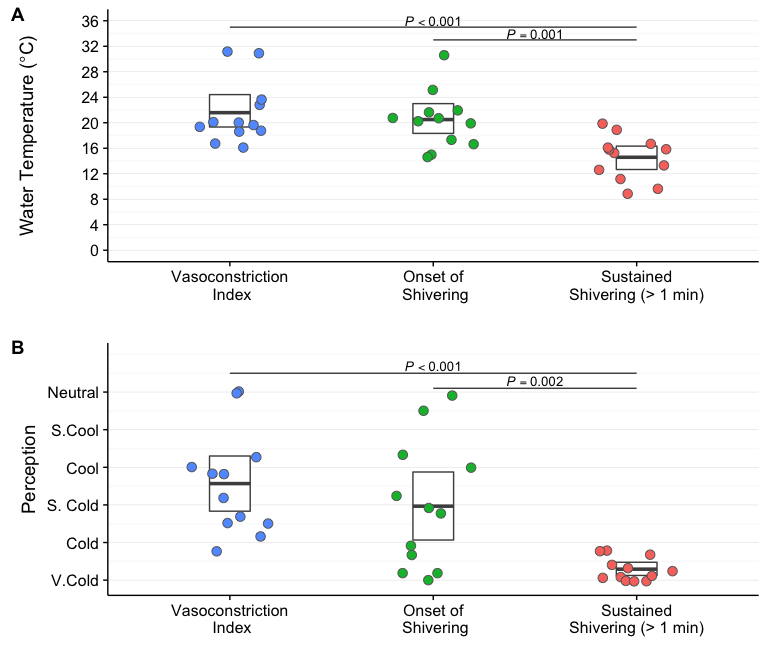 A
P < 0.001
P = 0.001
Water Temperature (°C)
36
32
28
24
20
16
12
8
4
0
Vasoconstriction
Index
Onset of
Shivering
Sustained
Shivering (> 1 min)
B
P < 0.001
P = 0.002
Perception
Neutral
S.Cool
Cool
S. Cold
Cold
V.Cold
Vasoconstriction
Index
Onset of
Shivering
Sustained
Shivering (> 1 min)